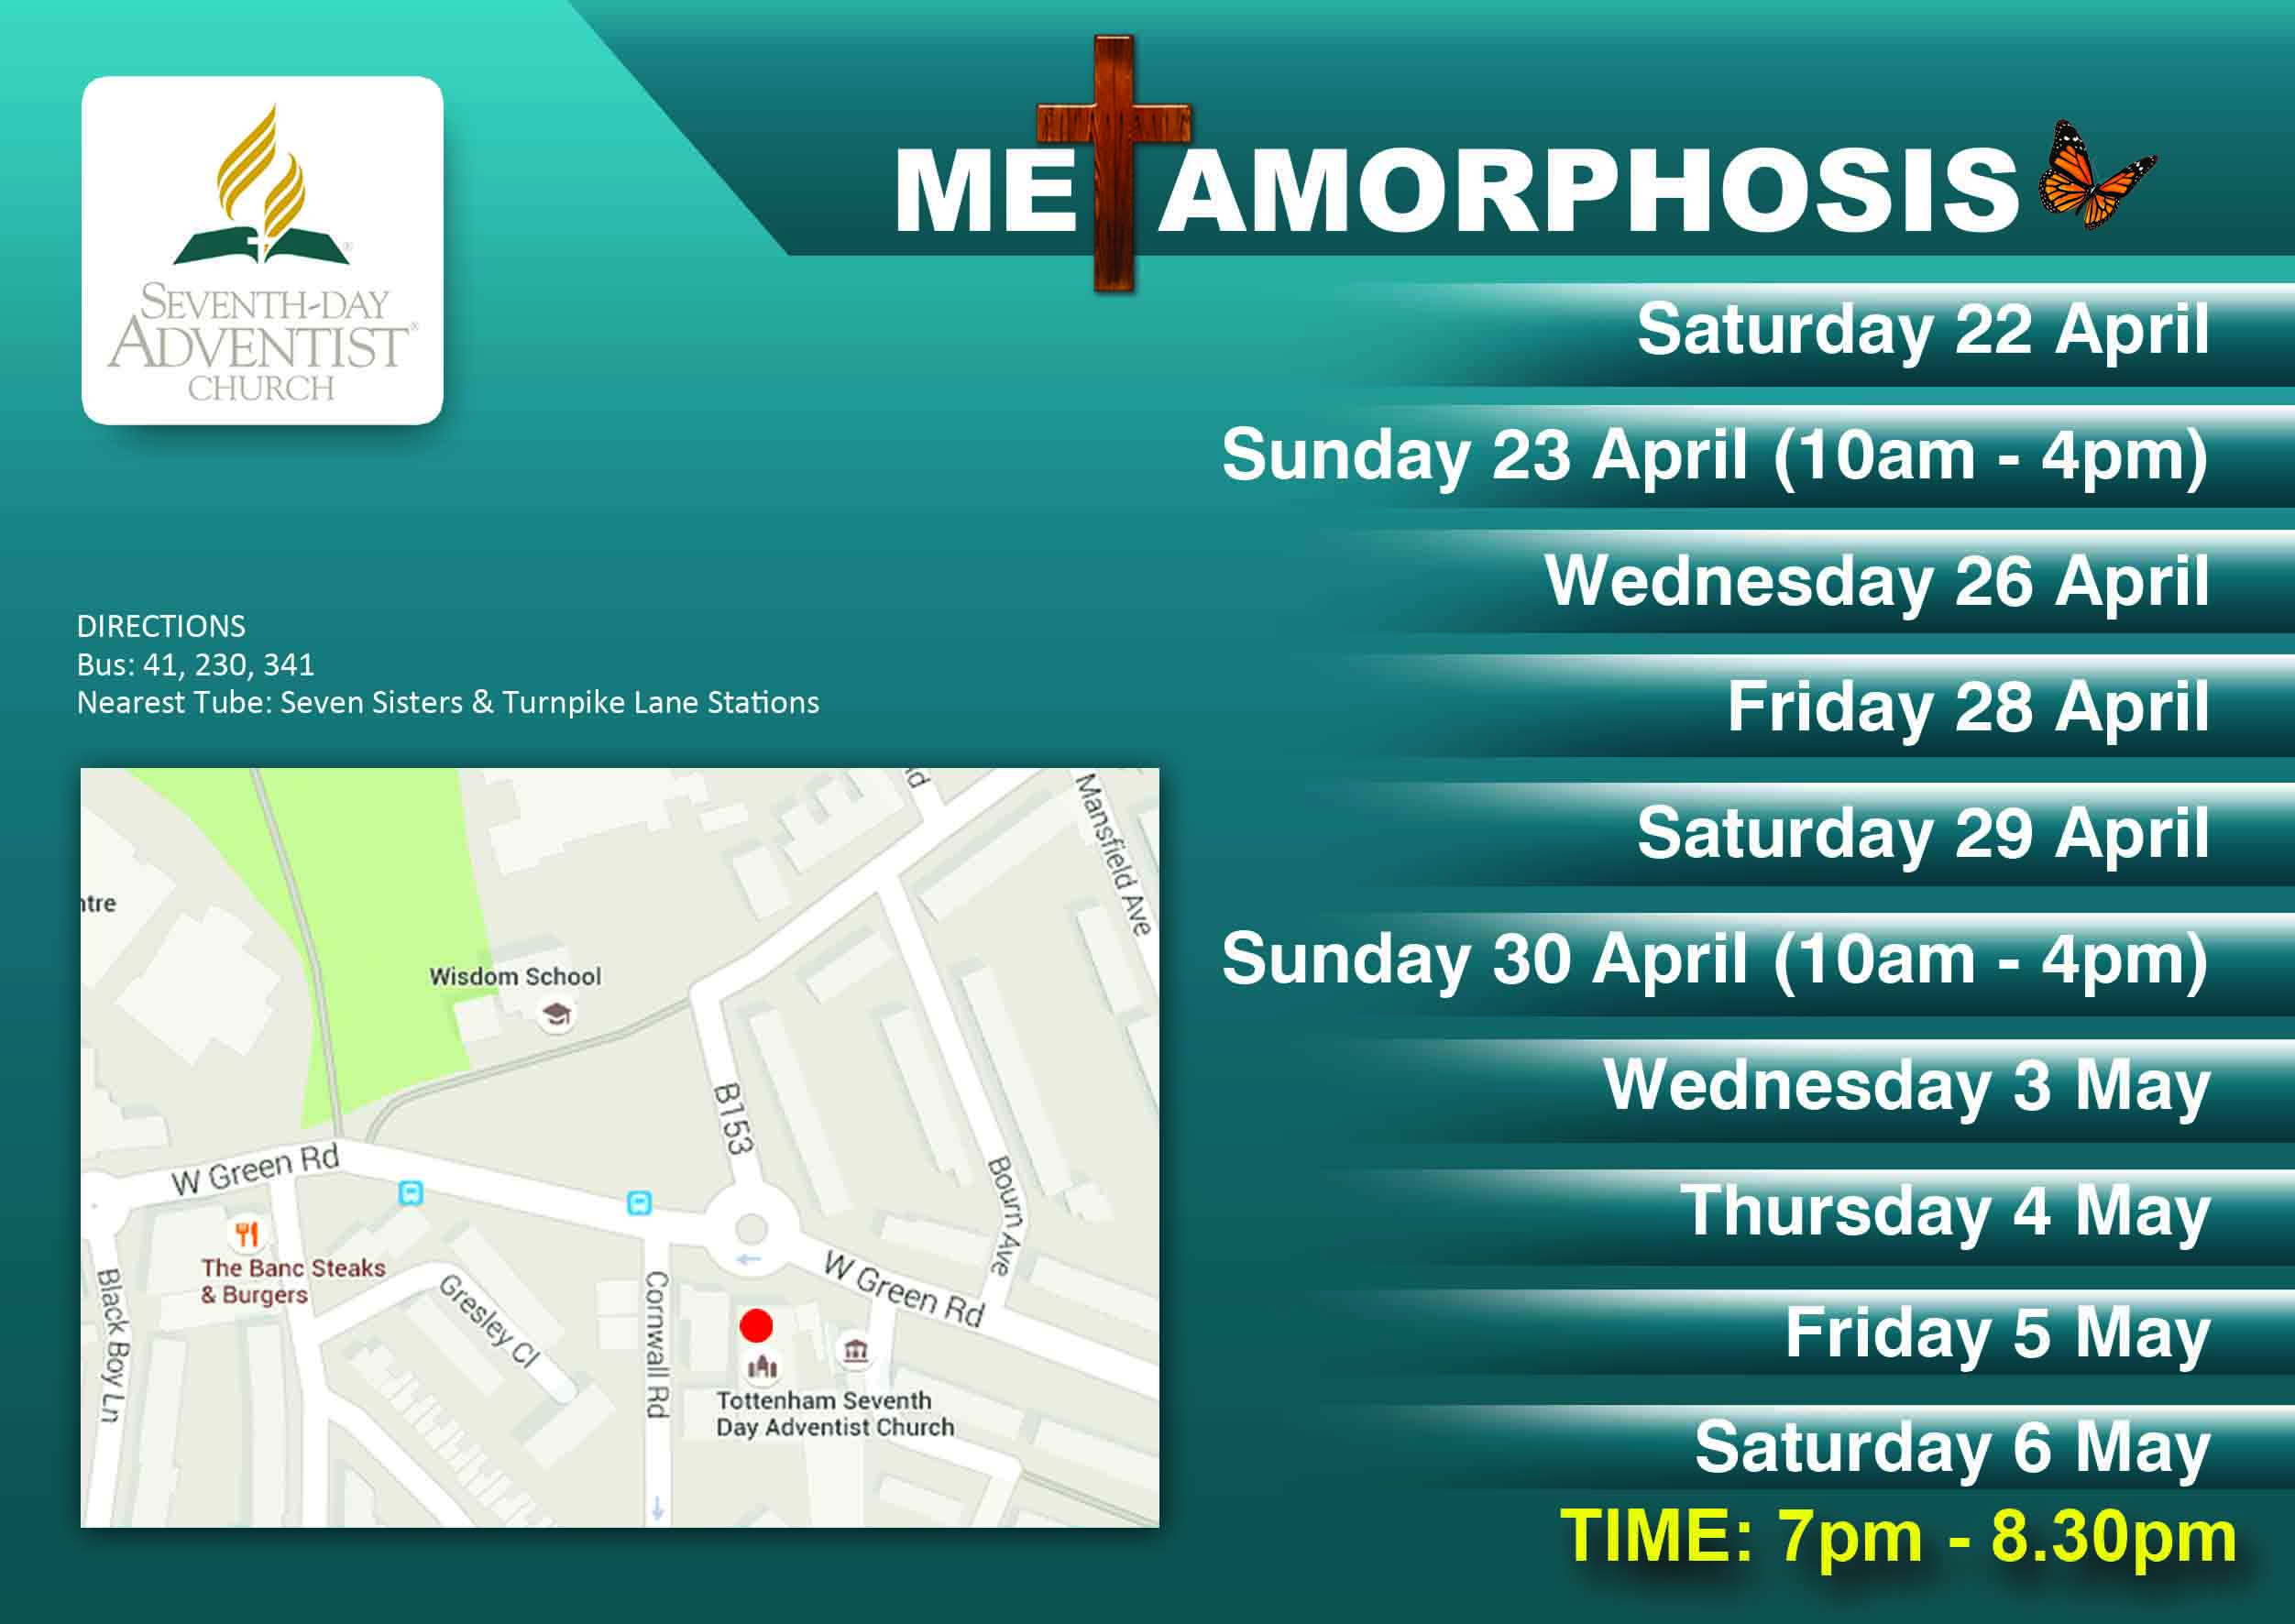 SEVENTH-DAY
ADVENTIST®
CHURCH
METAMORPHOSIS
Saturday 22 April
Sunday 23 April (10am - 4pm)
Wednesday 26 April
Friday 28 April
Saturday 29 April
Sunday 30 April (10am - 4pm)
Wednesday 3 May
Thursday 4 May
Friday 5 May
Saturday 6 May
TIME: 7pm - 8.30pm
DIRECTIONS
Bus: 41, 230, 341
Nearest Tube: Seven Sisters & Turnpike Lane Stations
Mansfield Ave
Wisdom School
B153
W Green Rd
Bourn Ave
The Banc Steaks
& Burgers
Black Boy Ln
Gresley Cl
Cornwall Rd
W Green Rd
Tottenham Seventh
Day Adventist Church